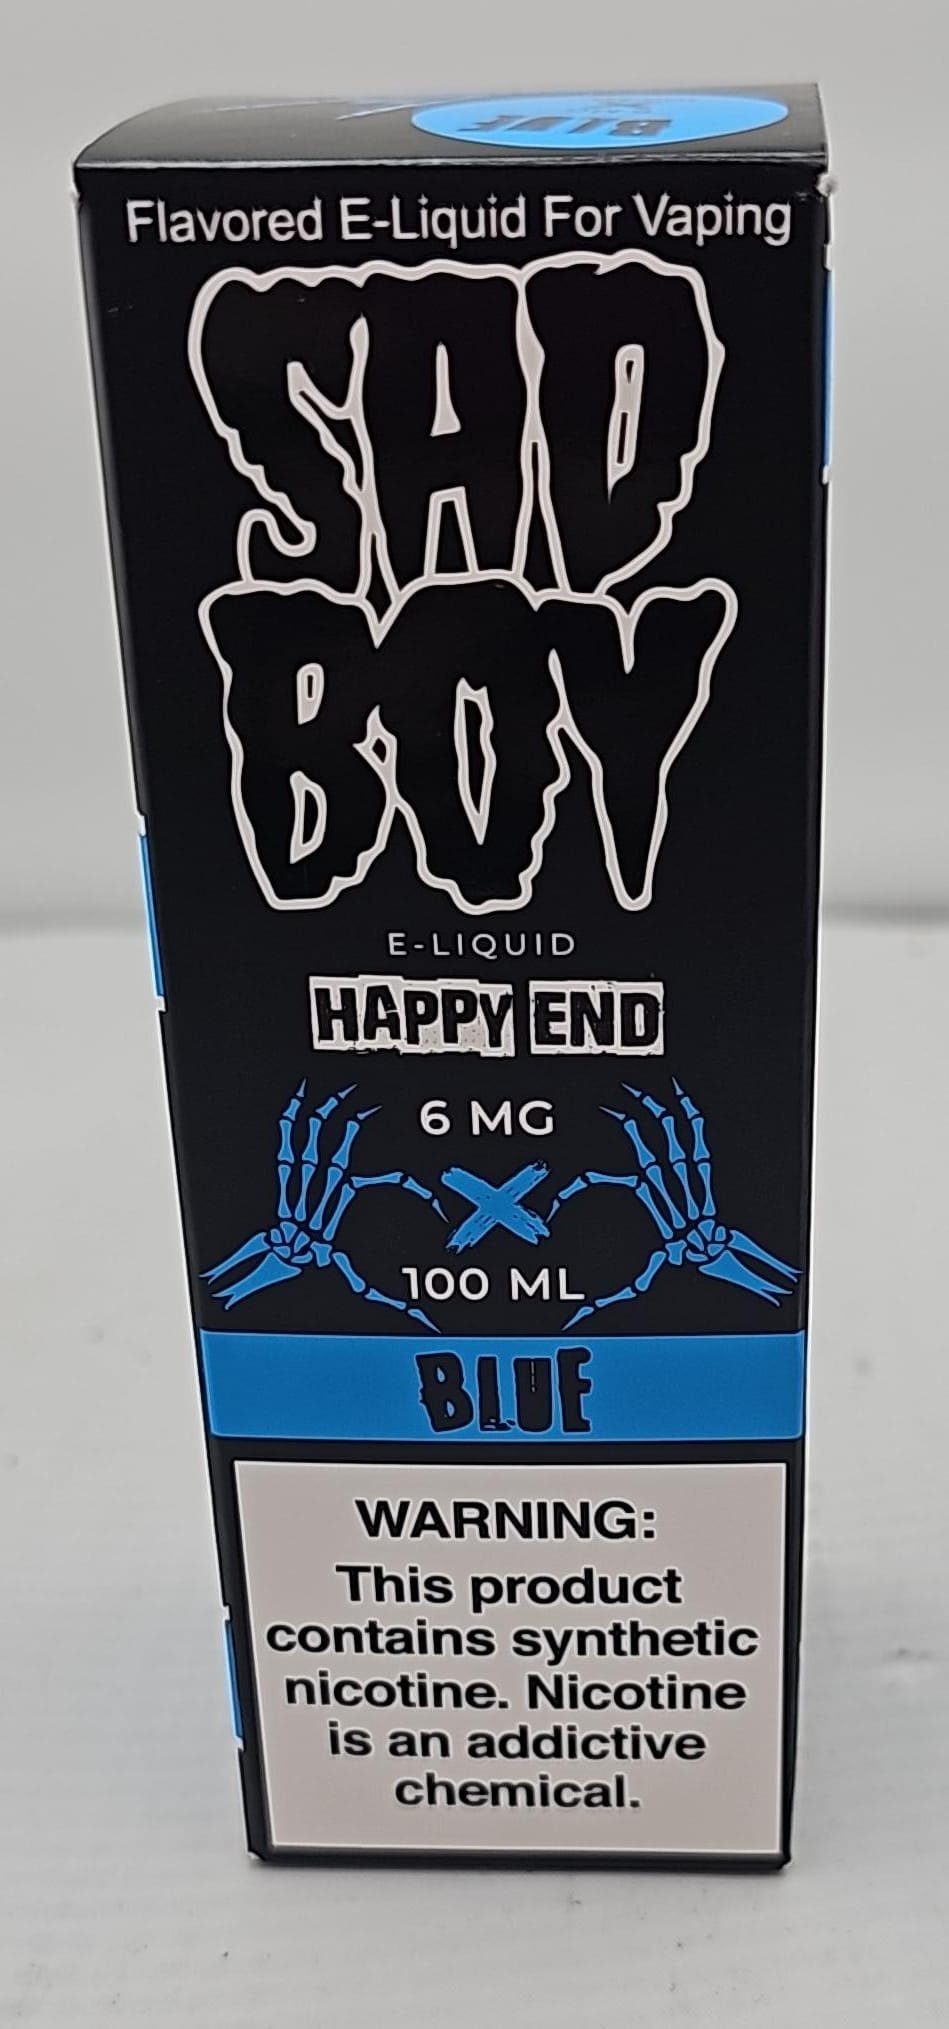 BLUE
Flavored E-Liquid For Vaping
SAD
BOY
E-LIQUID
HAPPY END
6 MG
100 ML
BLUE
WARNING:
This product
contains synthetic
nicotine. Nicotine
is an addictive
chemical.